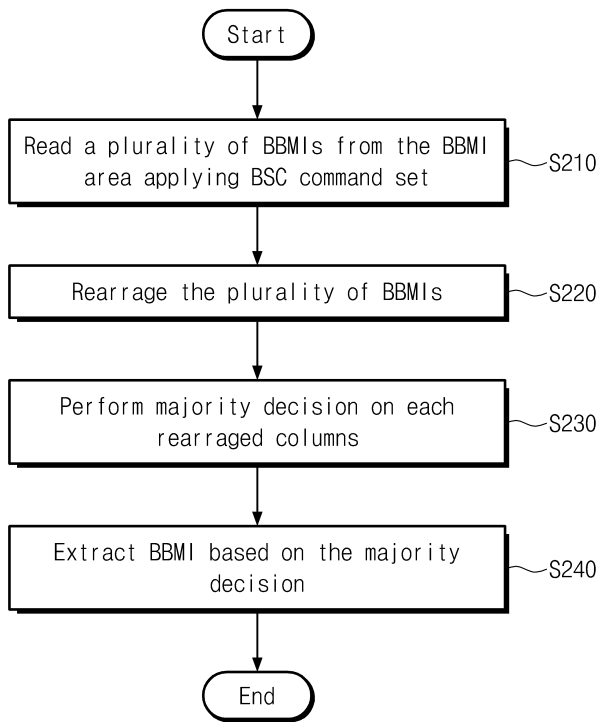 Start
Read a plurality of BBMIs from the BBMI
area applying BSC command set
S210
Rearrage the plurality of BBMIs
S220
Perform majority decision on each
rearraged columns
S230
Extract BBMI based on the majority
decision
S240
End